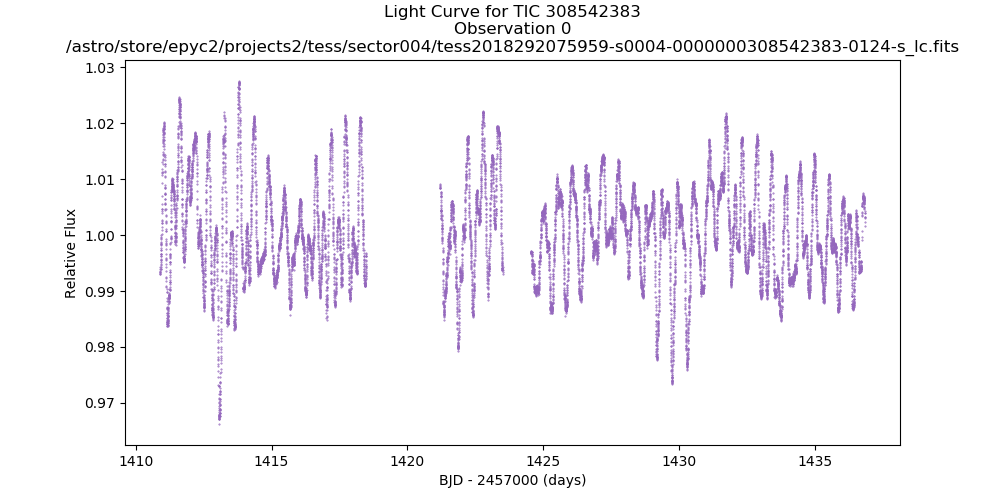 Light Curve for TIC 308542383
Observation 0
/astro/store/epyc2/projects2/tess/sector004/tess2018292075959-s0004-0000000308542383-0124-s_lc.fits
1.03
1.02
1.01
1.00
0.99
0.98
0.97
Relative Flux
1410
1415
1420
1425
1430
1435
BJD - 2457000 (days)